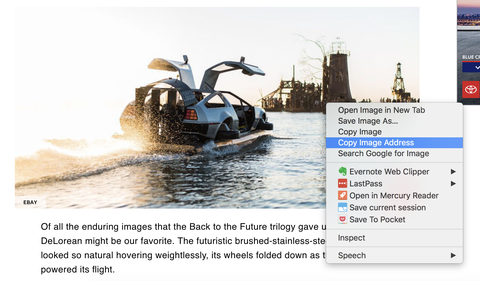 BLUE C
EBAY
Open Image in New Tab
Save Image As...
Copy Image
Copy Image Address
Search Google for Image
Evernote Web Clipper
LastPass
Open in Mercury Reader
Save current session
Save To Pocket
Inspect
Speech
Of all the enduring images that the Back to the Future trilogy gave u
DeLorean might be our favorite. The futuristic brushed-stainless-ste
looked so natural hovering weightlessly, its wheels folded down as t
powered its flight.